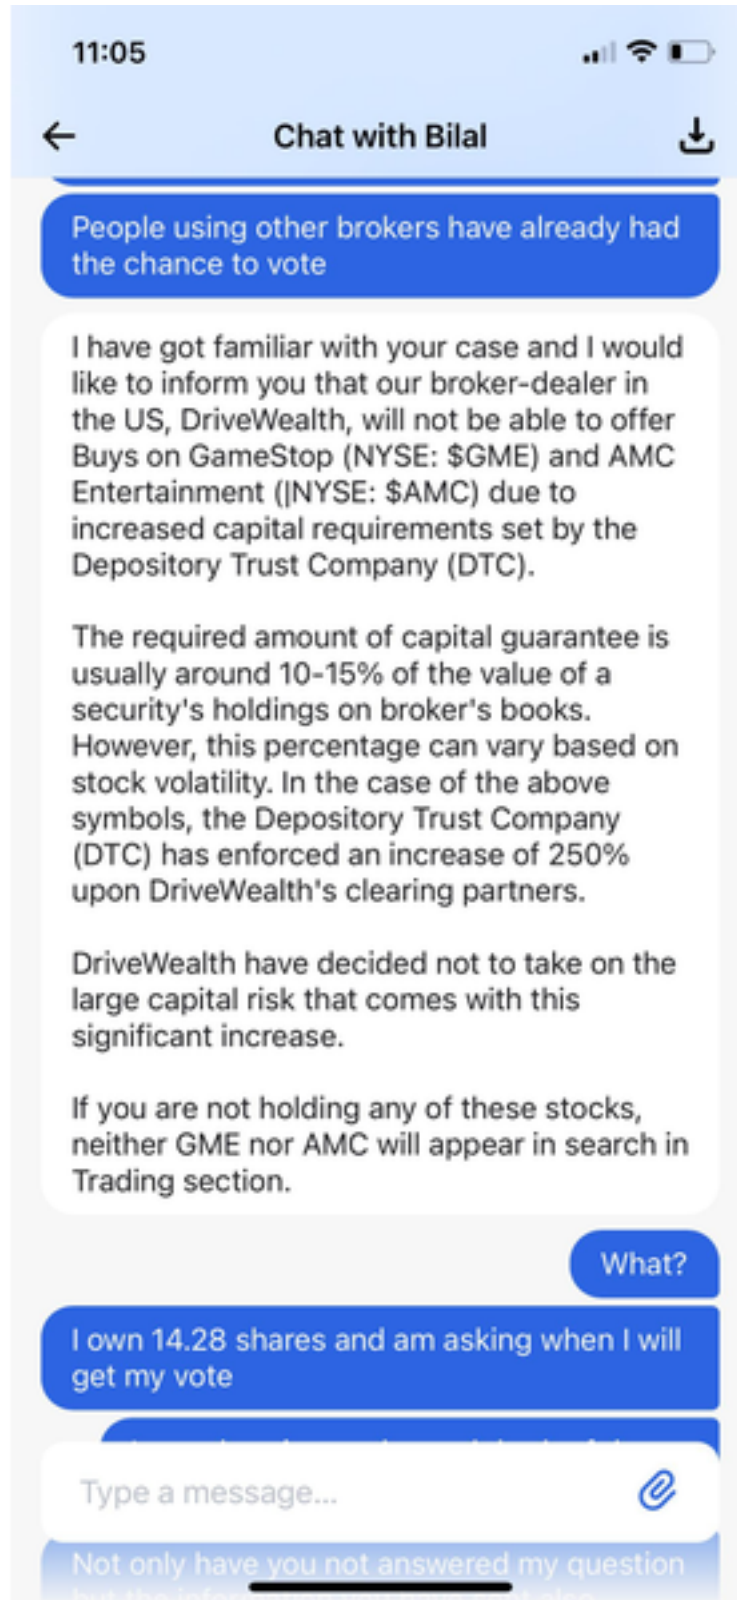 11:05
Chat with Bilal
People using other brokers have already had
the chance to vote
I have got familiar with your case and I would
like to inform you that our broker-dealer in
the US, DriveWealth, will not be able to offer
Buys on GameStop (NYSE: $GME) and AMC
Entertainment (|NYSE: $AMC) due to
increased capital requirements set by the
Depository Trust Company (DTC).
The required amount of capital guarantee is
usually around 10-15% of the value of a
security's holdings on broker's books.
However, this percentage can vary based on
stock volatility. In the case of the above
symbols, the Depository Trust Company
(DTC) has enforced an increase of 250%
upon DriveWealth's clearing partners.
DriveWealth have decided not to take on the
large capital risk that comes with this
significant increase.
If you are not holding any of these stocks,
neither GME nor AMC will appear in search in
Trading section.
What?
I own 14.28 shares and am asking when I will
get my vote
Type a message...
Not only have you not answered my question
but the information